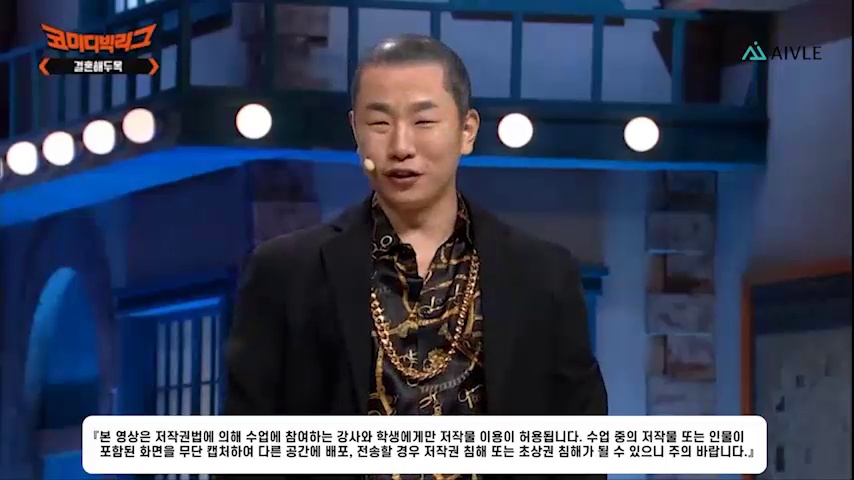 코미디빅리그
결혼해두목
AIVLE
『본 영상은 저작권법에 의해 수업에 참여하는 강사와 학생에게만 저작물 이용이 허용됩니다. 수업 중의 저작물 또는 인물이
포함된 화면을 무단 캡처하여 다른 공간에 배포, 전송할 경우 저작권 침해 또는 초상권 침해가 될 수 있으니 주의 바랍니다.』